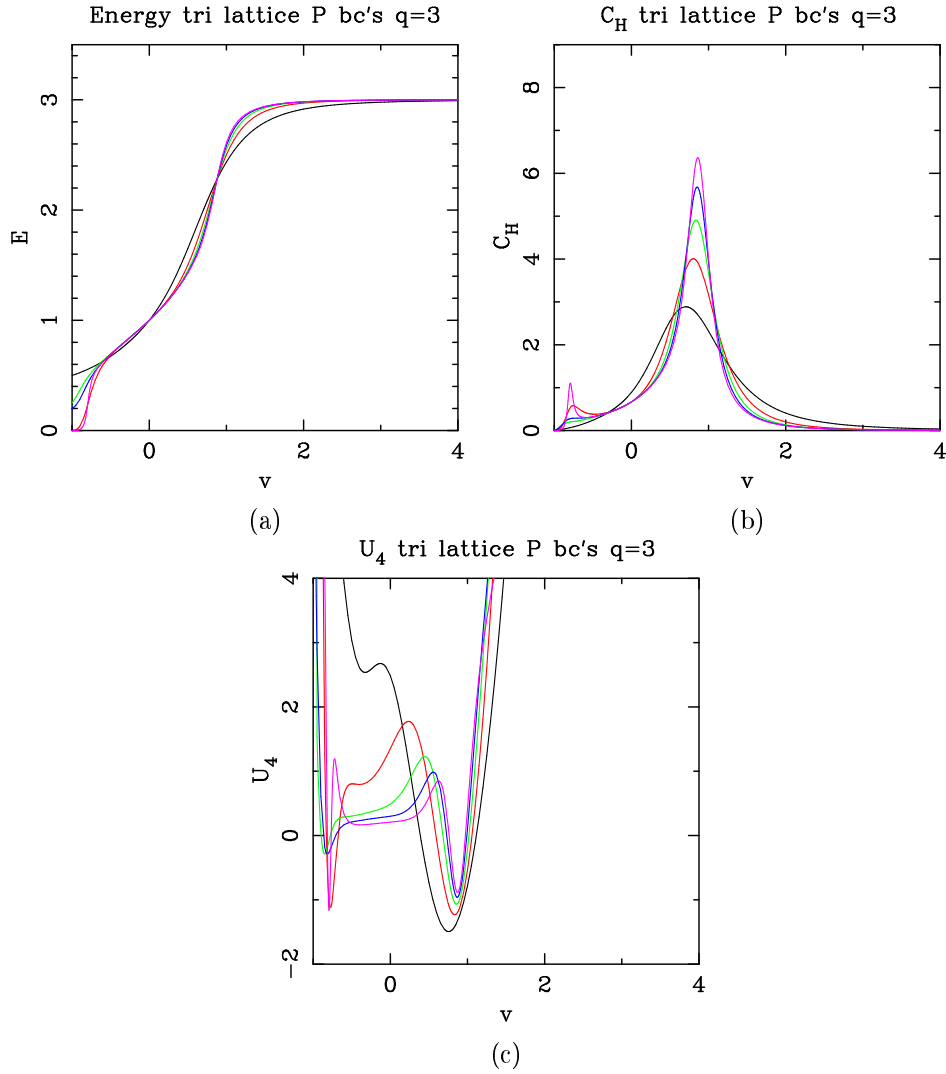 Energy tri lattice P bc's q=3
E
0
1
2
3
0
2
4
v
(a)
C_H tri lattice P bc's q=3
C_H
0
2
4
6
8
0
2
4
v
(b)
U_4 tri lattice P bc's q=3
U_4
−2
0
2
4
0
2
4
v
(c)